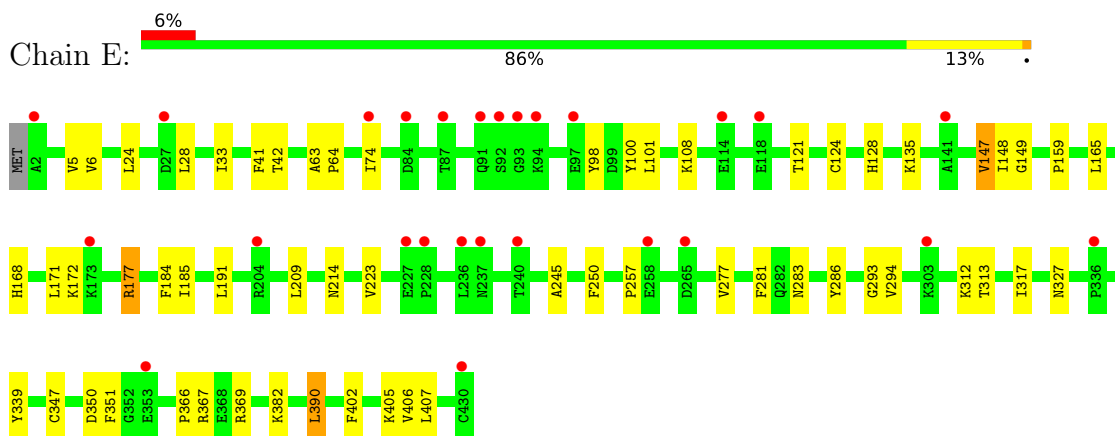 6%
Chain E:
86% 13%
MET A2 V5 V6 L24 D27 L28 I33 F41 T42 A63 P64 I74 D84 T87 Q91 S92 G93 K94 E97 Y98 D99 Y100 L101 K108 E114 E118 T121 C124 H128 K135 A141 V147 I148 G149 P159 L165
H168 L171 K172 K173 R177 F184 I185 L191 R204 L209 N214 V223 E227 P228 L236 N237 T240 A245 F250 P257 E258 D265 V277 F281 Q282 N283 Y286 G293 V294 K303 K312 T313 I317 N327 P336
Y339 C347 D350 F351 G352 E353 P366 R367 E368 R369 K382 L390 F402 K405 V406 L407 C430